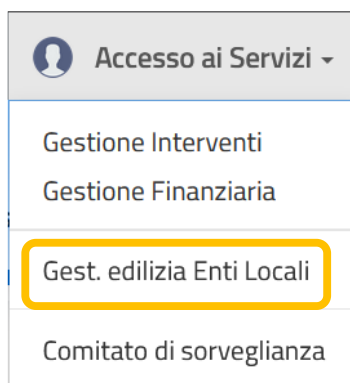 Accesso ai Servizi
Gestione Interventi
Gestione Finanziaria
Gest. edilizia Enti Locali
Comitato di sorveglianza